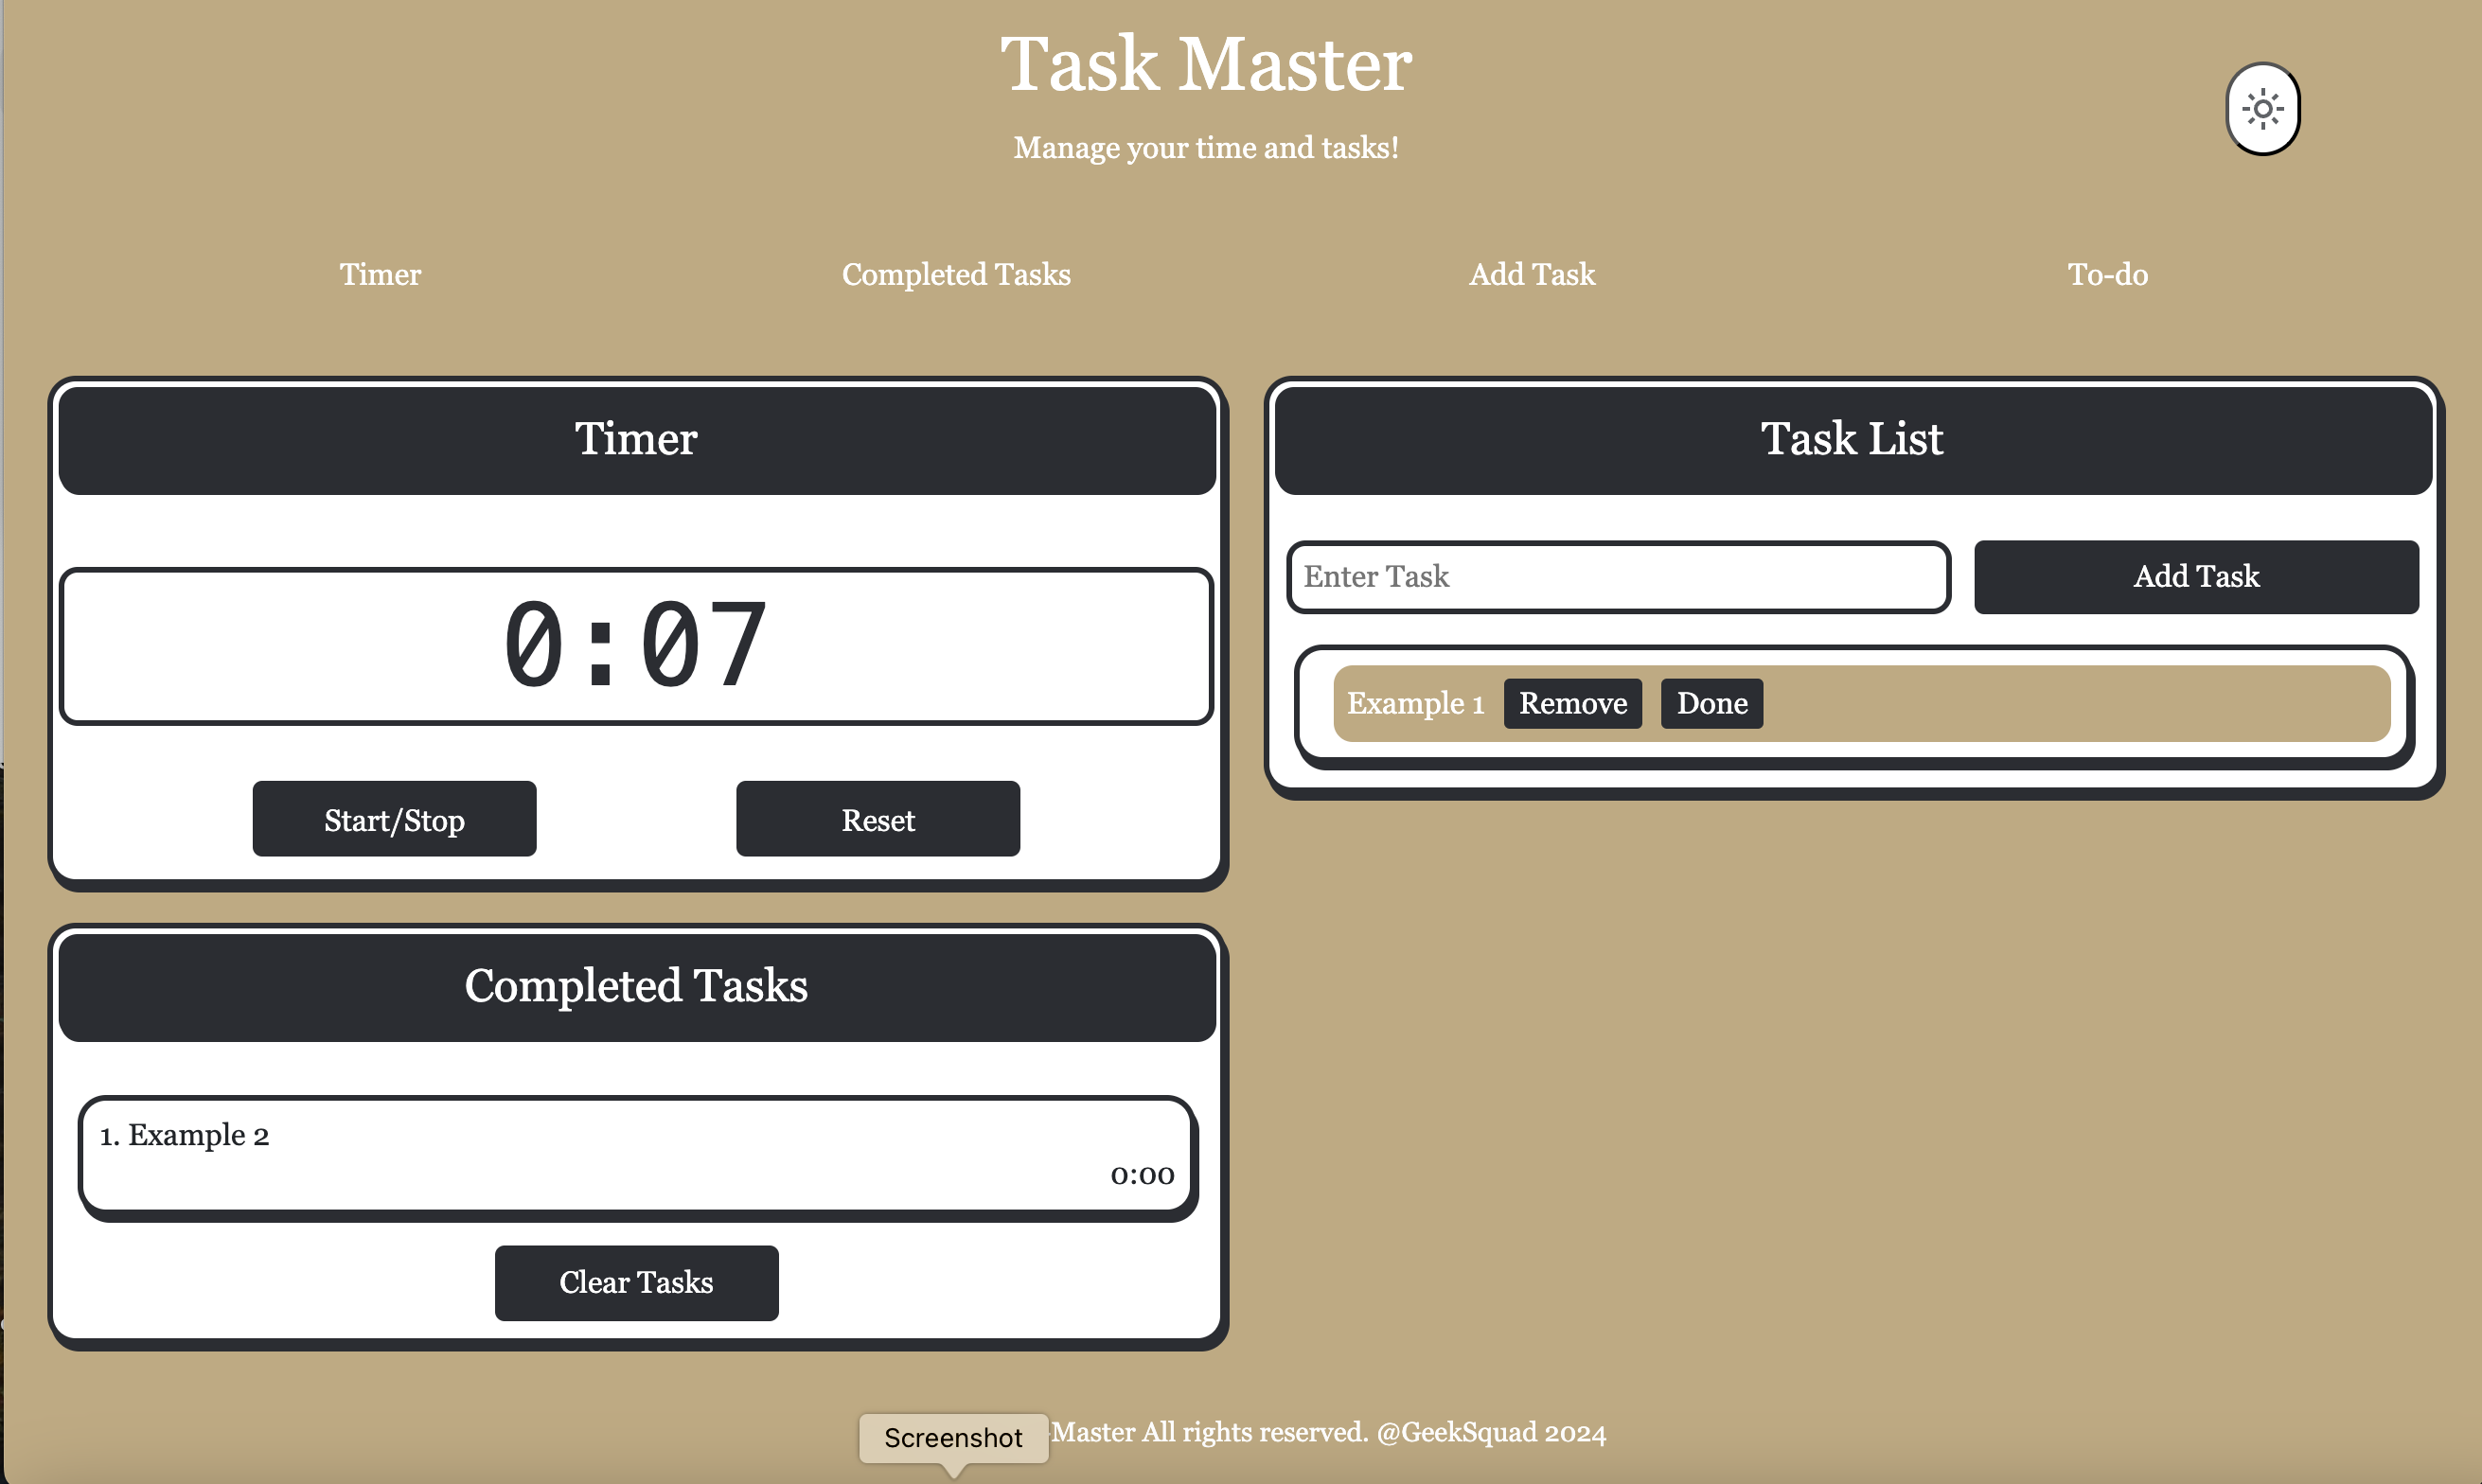 Task Master
Manage your time and tasks!
Timer
Completed Tasks
Add Task
To-do
Timer
0:07
Start/Stop
Reset
Completed Tasks
1. Example 2
0:00
Clear Tasks
Task List
Enter Task
Add Task
Example 1
Remove
Done
Master All rights reserved. @GeekSquad 2024
Screenshot